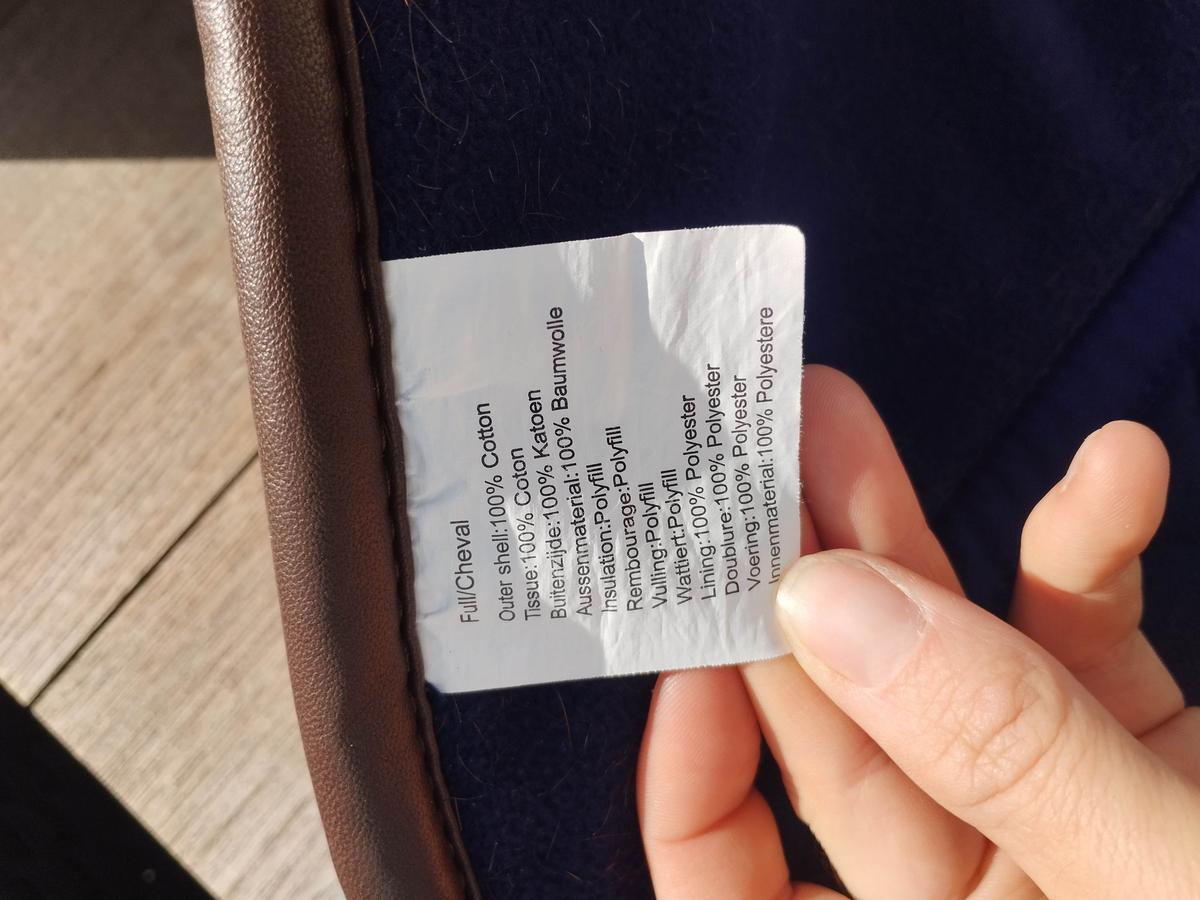 Full/Cheval
Outer shell:100% Cotton
Tissue:100% Coton
Buitenzijde:100% Katoen
Aussenmaterial:100% Baumwolle
Insulation:Polyfill
Rembourage:Polyfill
Vulling:Polyfill
Wattiert:Polyfill
Lining:100% Polyester
Doublure:100% Polyester
Voering:100% Polyester
Innenmaterial:100% Polyestere